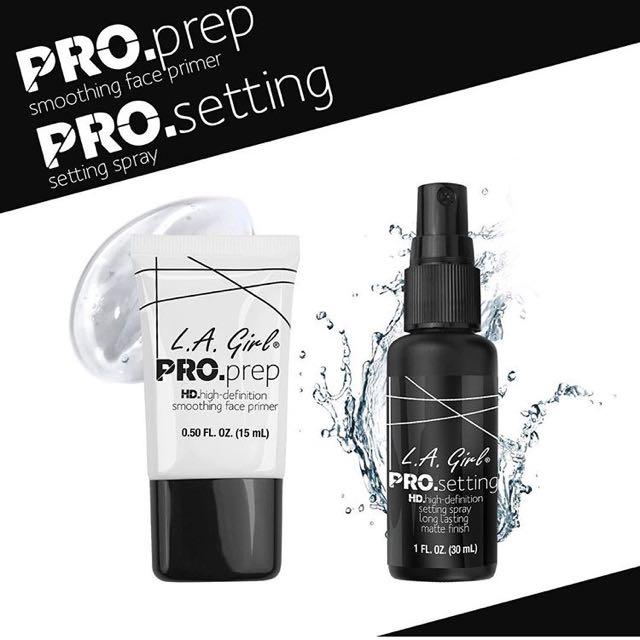 PRO.prep
smoothing face primer
PRO.setting
setting spray
L.A. Girl®
PRO.prep
HD.high-definition
smoothing face primer
0.50 FL. OZ. (15 mL)
L.A. Girl®
PRO.setting
HD.high-definition
setting spray
long lasting
matte finish
1 FL. OZ. (30 mL)